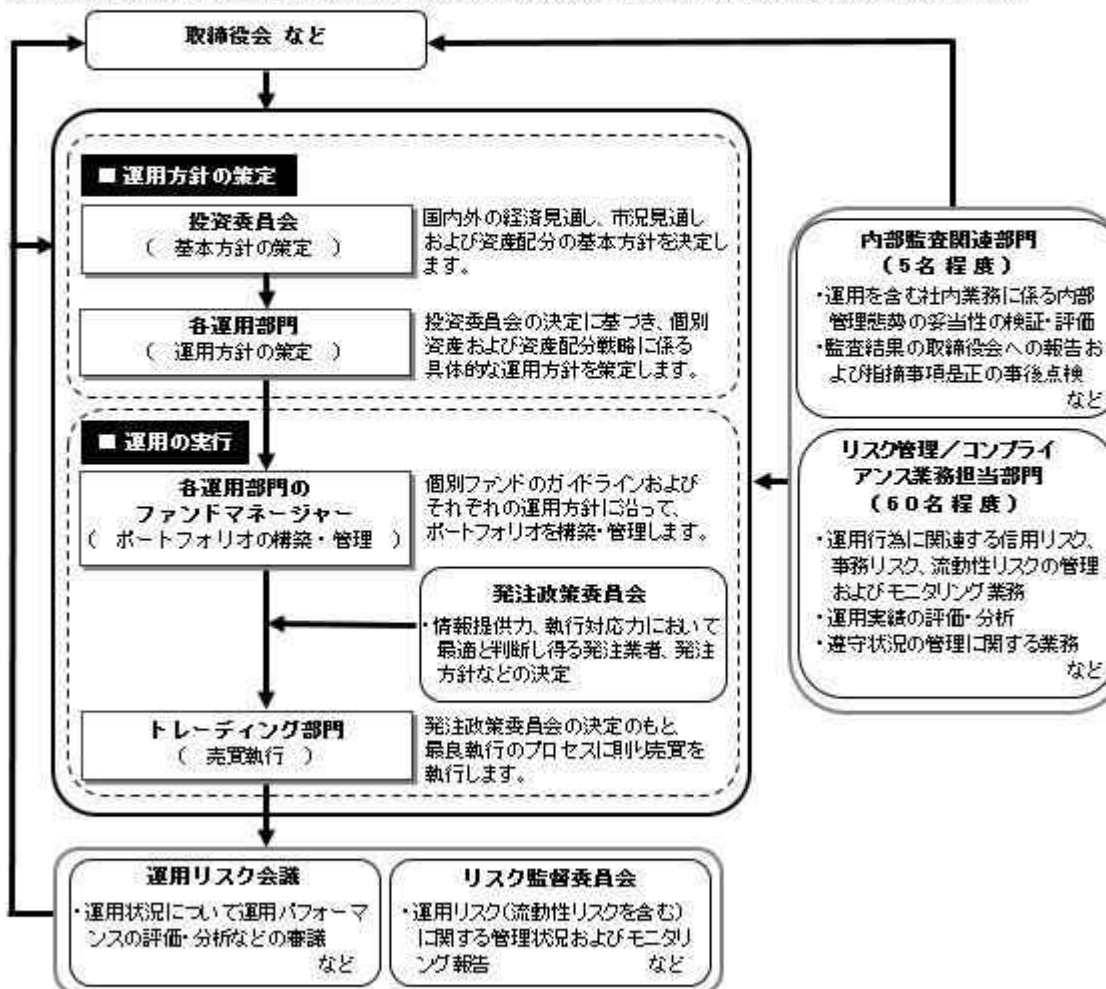 取締役会 など
■ 運用方針の策定
投資委員会
（ 基本方針の策定 ）
国内外の経済見通し、市況見通し
および資産配分の基本方針を決定し
ます。
各運用部門
（ 運用方針の策定 ）
投資委員会の決定に基づき、個別
資産および資産配分戦略に係る
具体的な運用方針を策定します。
■ 運用の実行
各運用部門の
ファンドマネージャー
（ ポートフォリオの構築・管理 ）
個別ファンドのガイドラインおよび
それぞれの運用方針に沿って、
ポートフォリオを構築・管理します。
発注政策委員会
・情報提供力、執行対応力において
最適と判断し得る発注業者、発注
方針などの決定
トレーディング部門
（ 売買執行 ）
発注政策委員会の決定のもと、
最良執行のプロセスに則り売買を
執行します。
内部監査関連部門
（５名 程度）
・運用を含む社内業務に係る内部
管理態勢の妥当性の検証・評価
・監査結果の取締役会への報告お
よび指摘事項是正の事後点検
など
リスク管理／コンプライ
アンス業務担当部門
（６０名 程度）
・運用行為に関連する信用リスク、
事務リスク、流動性リスクの管理
およびモニタリング業務
・運用実績の評価・分析
・遵守状況の管理に関する業務
など
運用リスク会議
・運用状況について運用パフォーマ
ンスの評価・分析などの審議
など
リスク監督委員会
・運用リスク（流動性リスクを含む）
に関する管理状況およびモニタリ
ング報告 など